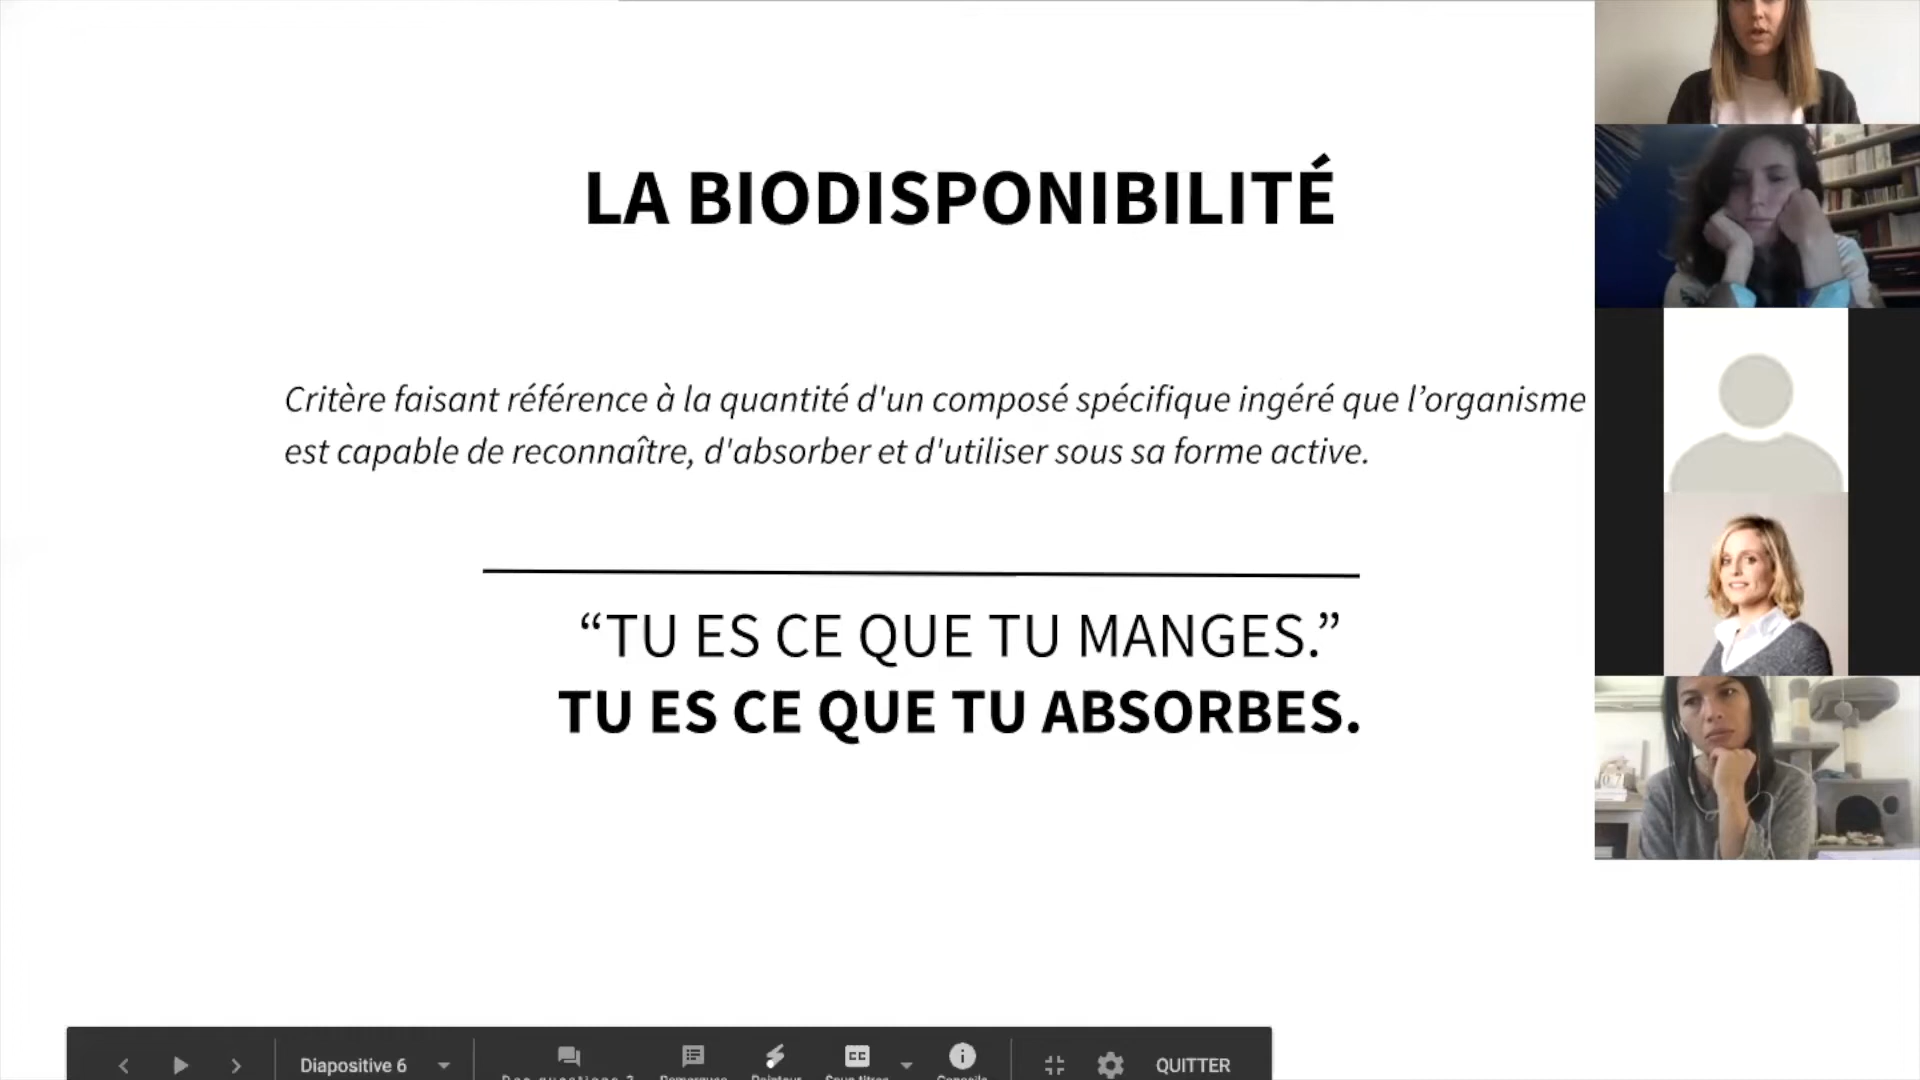 LA BIODISPONIBILITÉ
Critère faisant référence à la quantité d'un composé spécifique ingéré que l’organisme
est capable de reconnaître, d'absorber et d'utiliser sous sa forme active.
“TU ES CE QUE TU MANGES.”
TU ES CE QUE TU ABSORBES.
Diapositive 6
CC
QUITTER